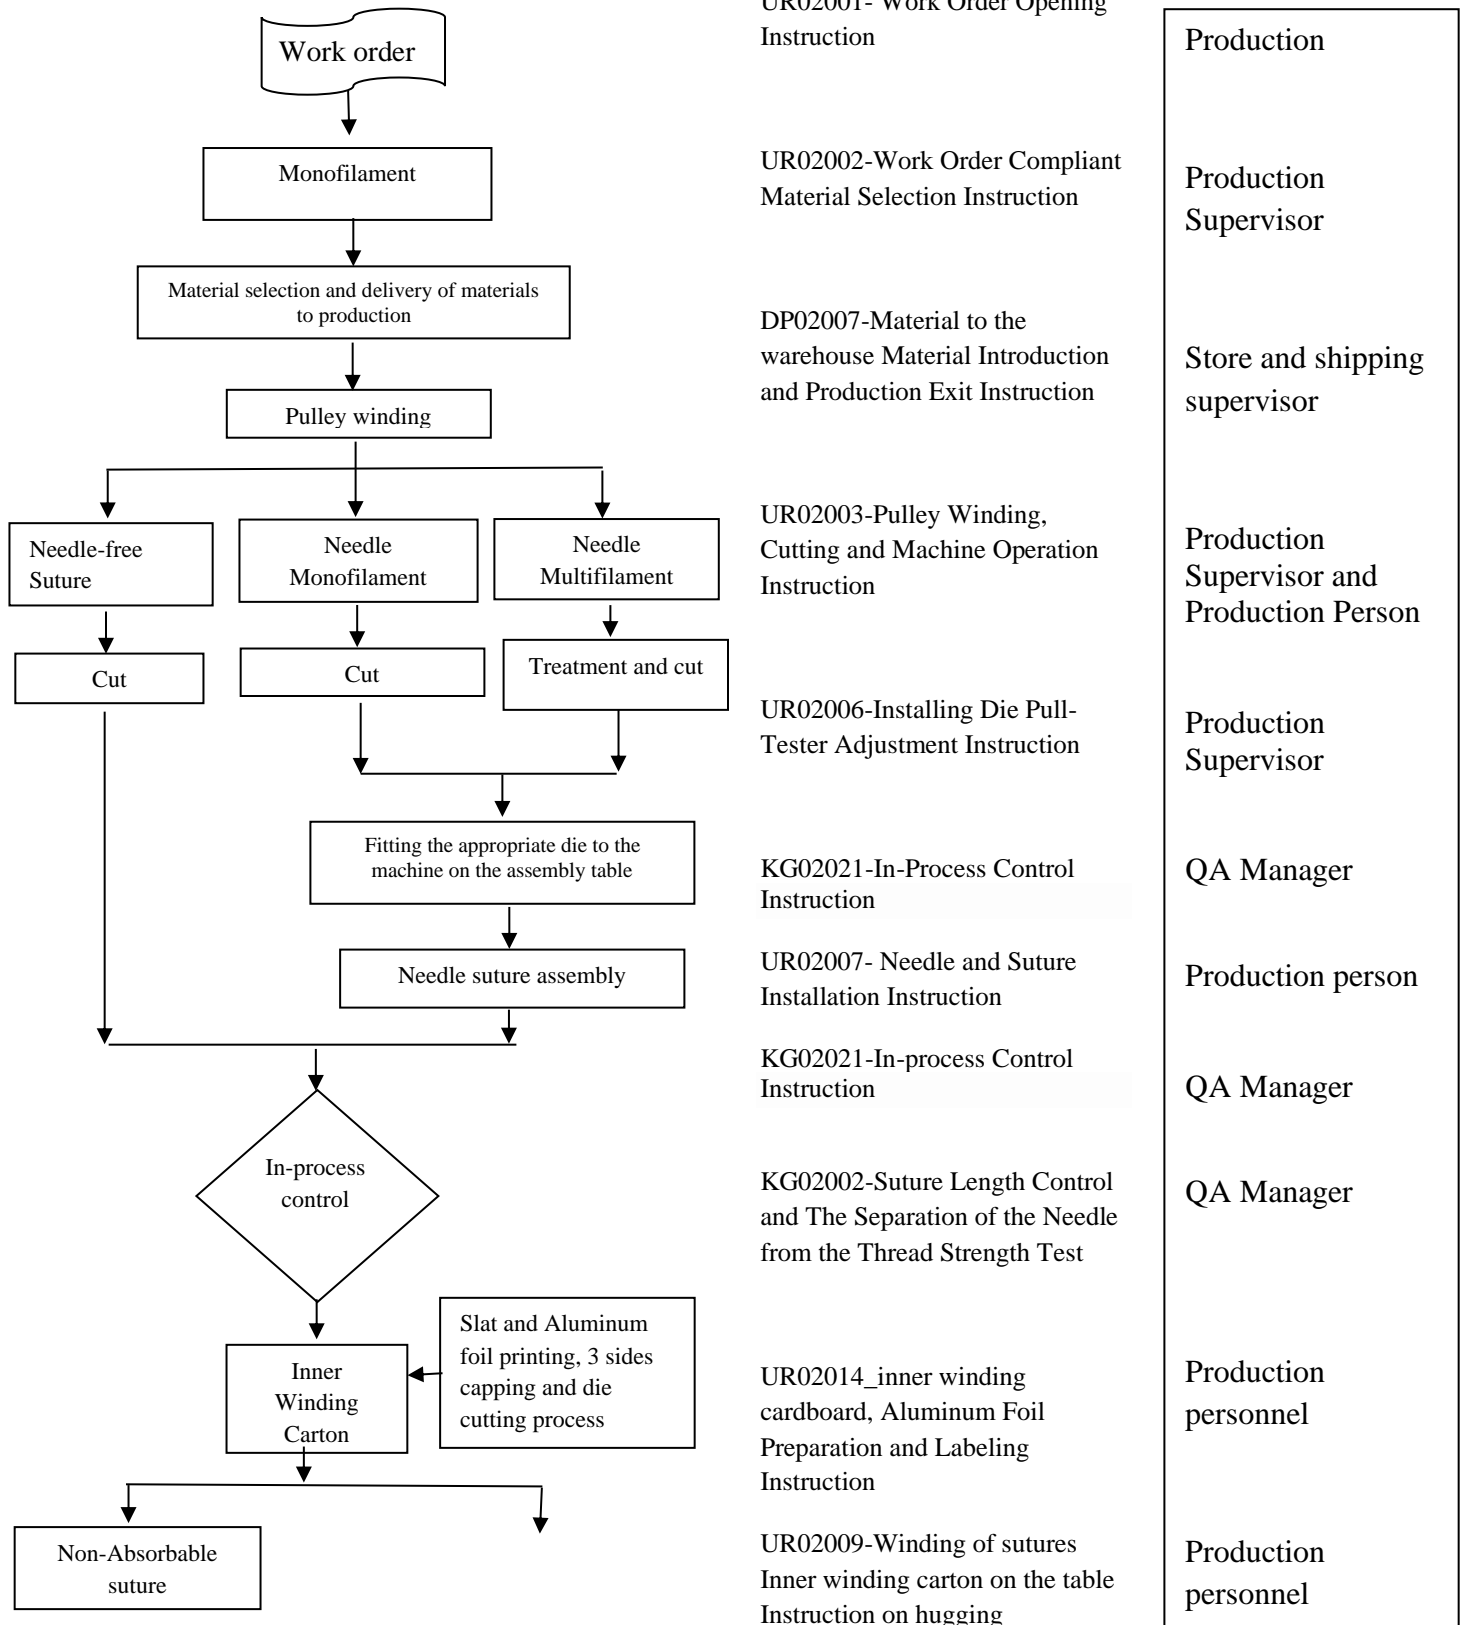 Work order
Monofilament
Material selection and delivery of materials
to production
Pulley winding
Needle-free
Suture
Needle
Monofilament
Needle
Multifilament
Cut
Cut
Treatment and cut
Fitting the appropriate die to the
machine on the assembly table
Needle suture assembly
In-process
control
Slat and Aluminum
foil printing, 3 sides
capping and die
cutting process
Inner
Winding
Carton
Non-Absorbable
suture
UR02001- Work Order Opening
Instruction
UR02002-Work Order Compliant
Material Selection Instruction
DP02007-Material to the
warehouse Material Introduction
and Production Exit Instruction
UR02003-Pulley Winding,
Cutting and Machine Operation
Instruction
UR02006-Installing Die Pull-
Tester Adjustment Instruction
KG02021-In-Process Control
Instruction
UR02007- Needle and Suture
Installation Instruction
KG02021-In-process Control
Instruction
KG02002-Suture Length Control
and The Separation of the Needle
from the Thread Strength Test
UR02014_inner winding
cardboard, Aluminum Foil
Preparation and Labeling
Instruction
UR02009-Winding of sutures
Inner winding carton on the table
Instruction on hugging
Production
Production
Supervisor
Store and shipping
supervisor
Production
Supervisor and
Production Person
Production
Supervisor
QA Manager
Production person
QA Manager
QA Manager
Production
personnel
Production
personnel